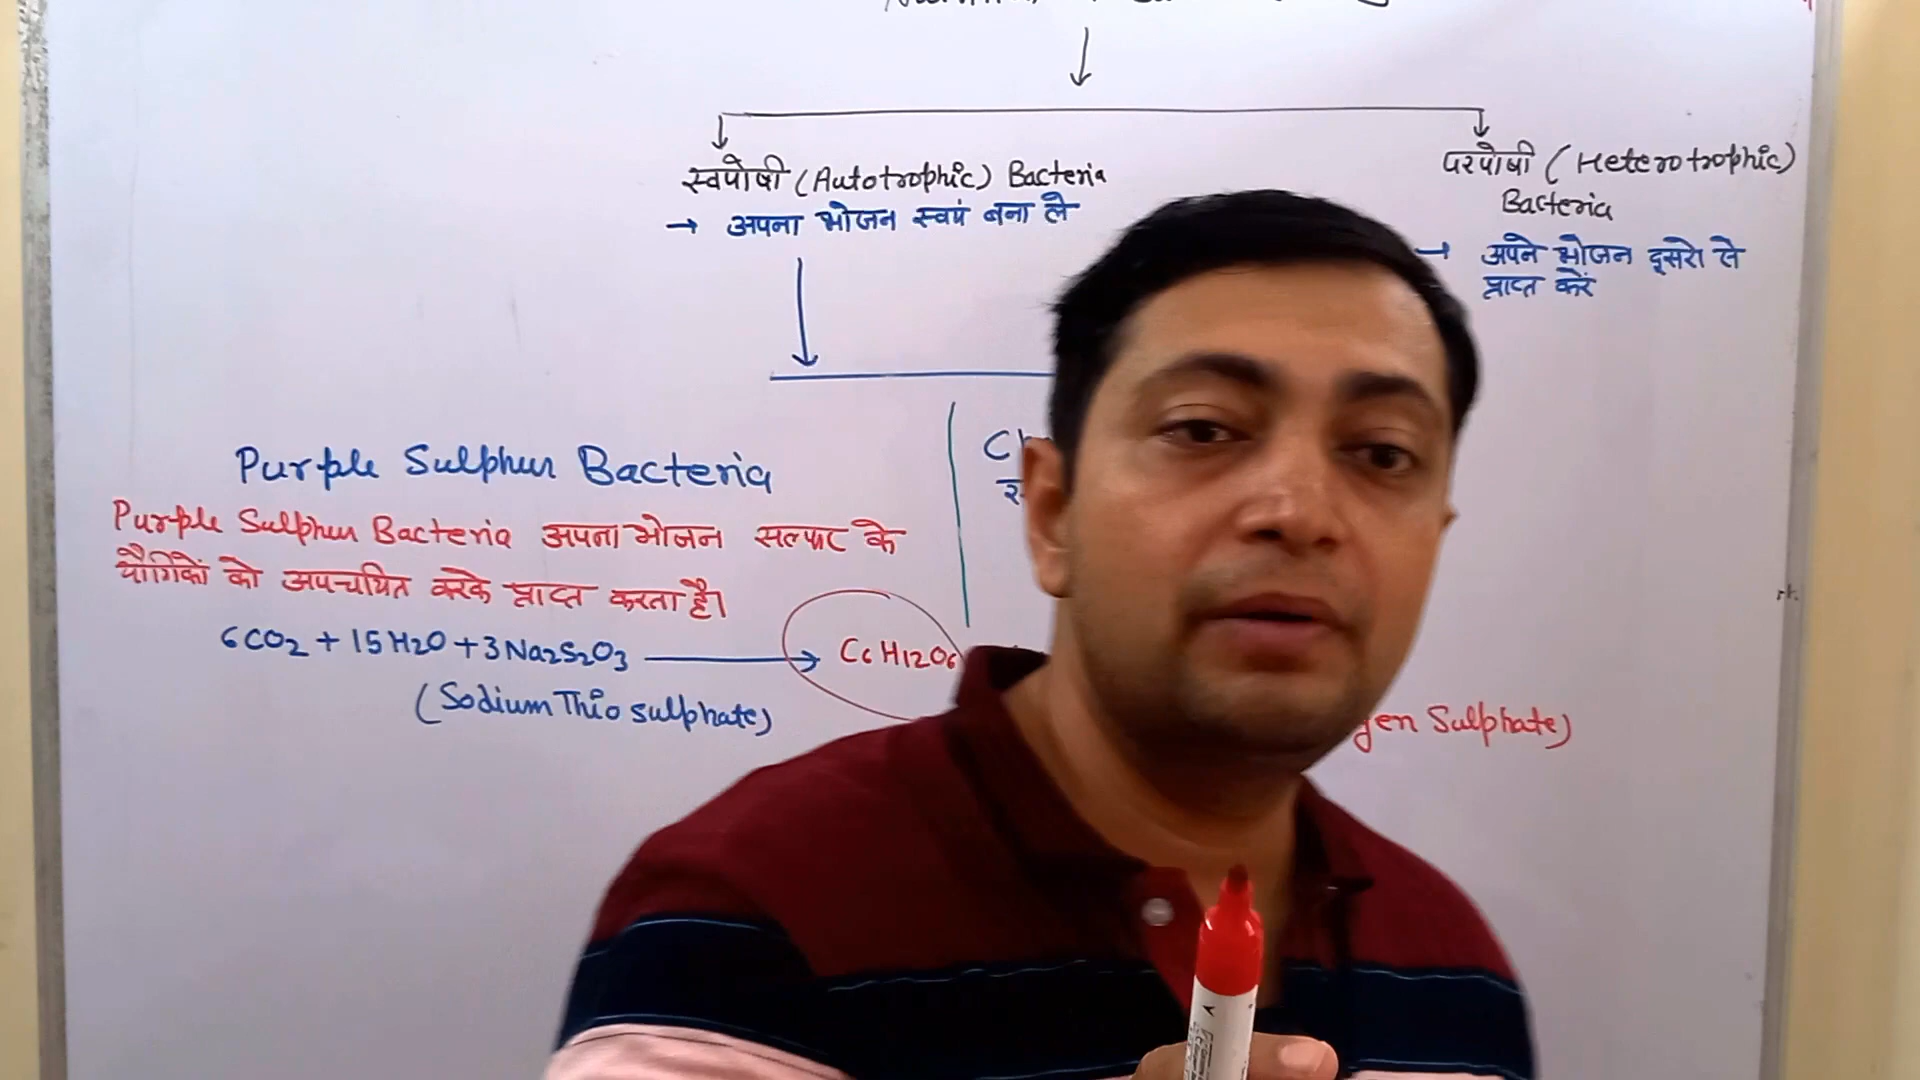 स्वपोषी (Autotrophic) Bacteria
→ अपना भोजन स्वयं बना ले
परपोषी (Heterotrophic)
Bacteria
→ अपने भोजन दूसरो से
प्राप्त करें
Purple Sulphur Bacteria
Purple Sulphur Bacteria अपना भोजन सल्फर के
यौगिकों को अपचयित करके प्राप्त करता है।
6CO2 + 15H2O + 3Na2S2O3 → C6H12O6
(Sodium Thio sulphate)
Sulphate)